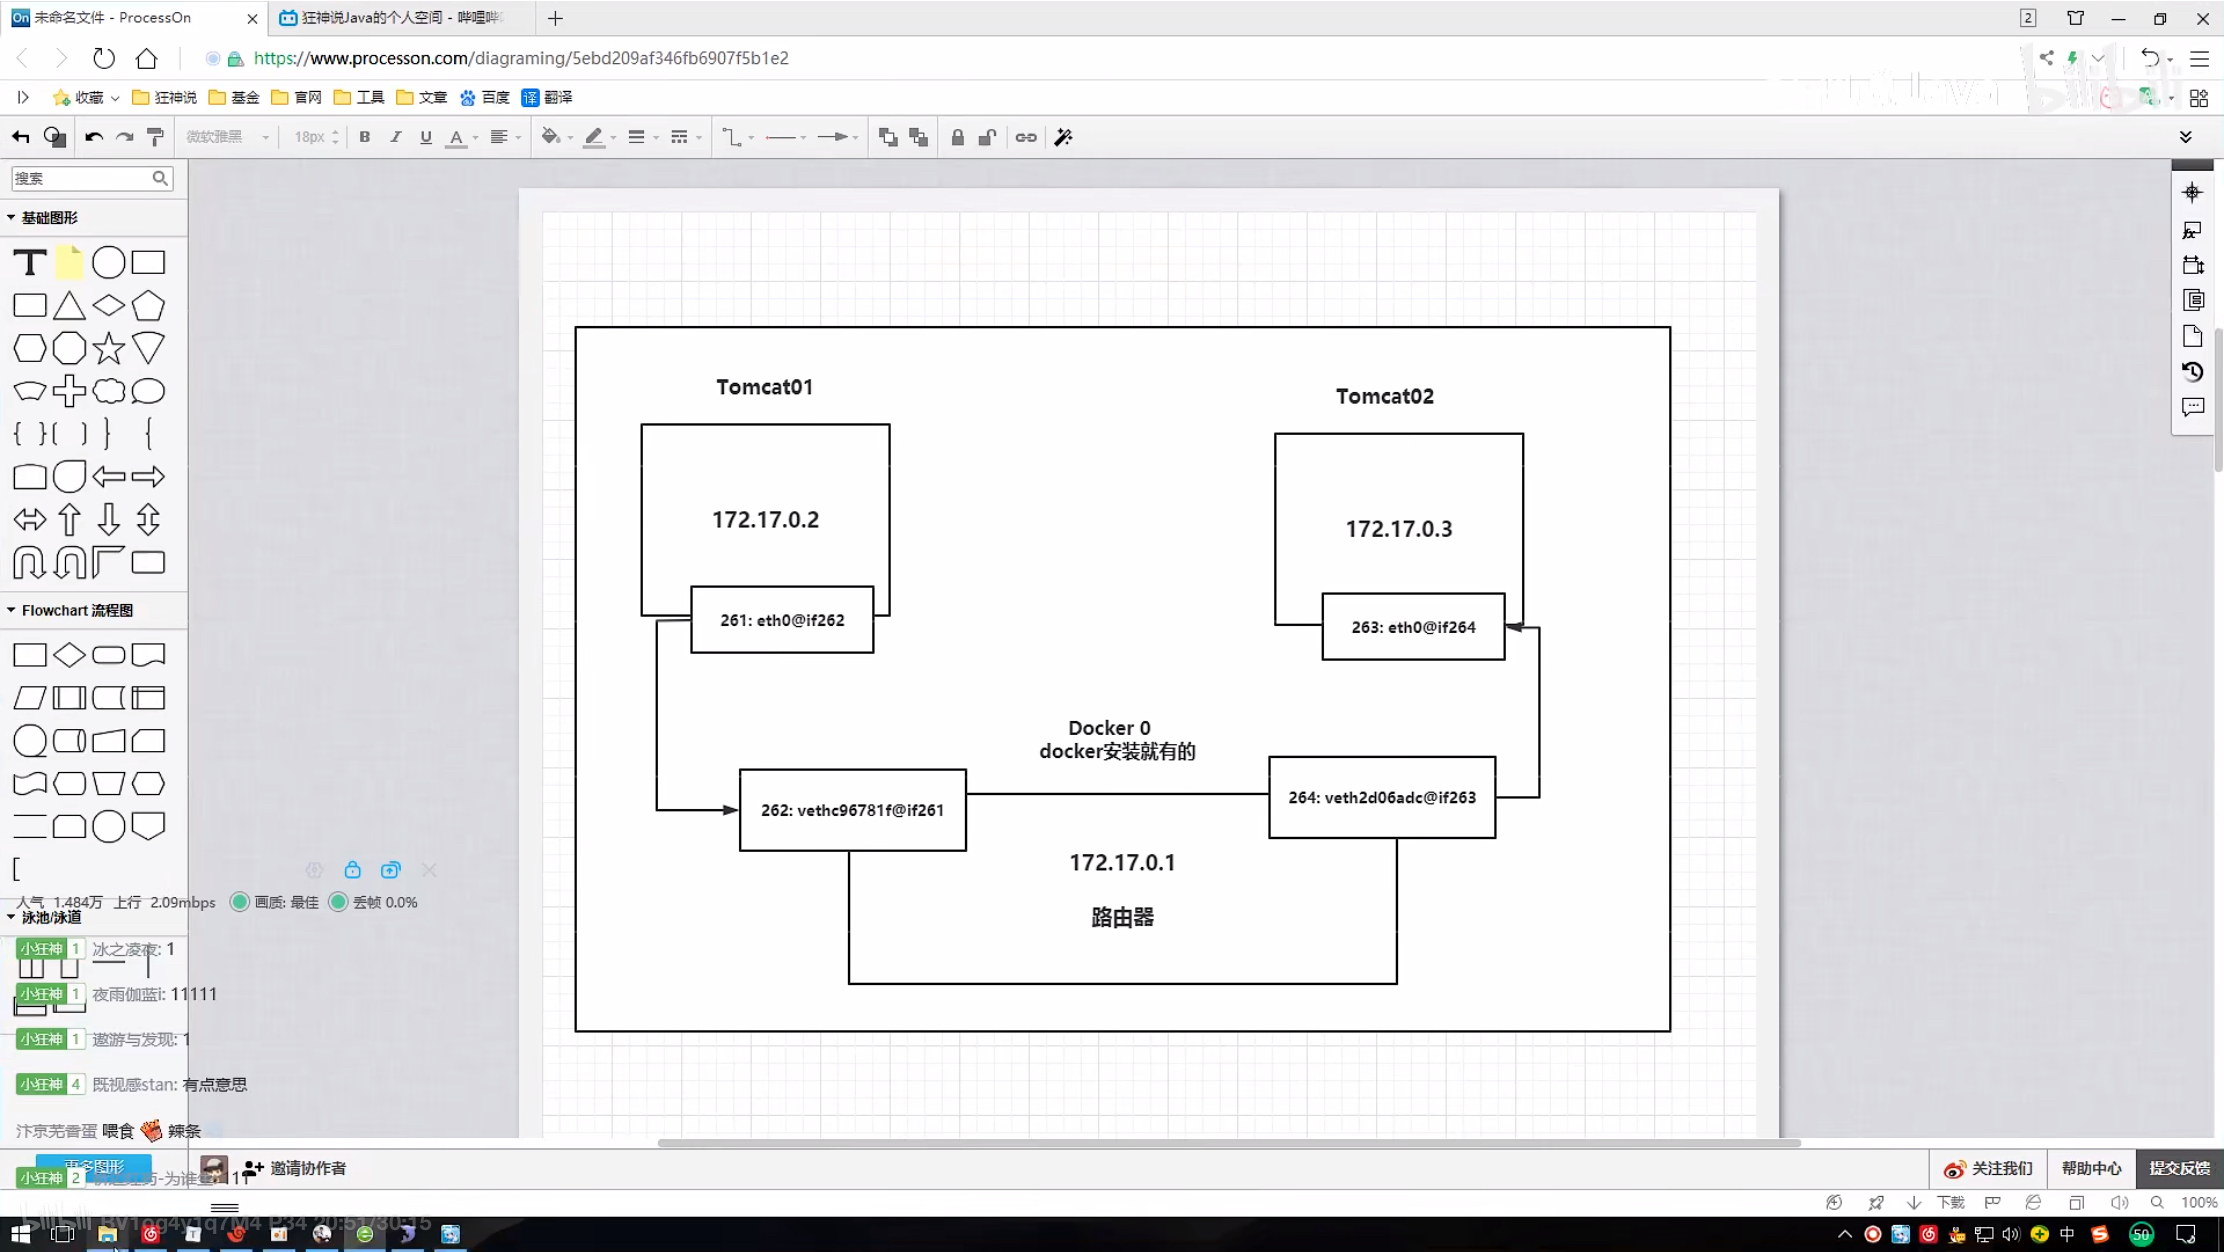 未命名文件 - ProcessOn
狂神说Java的个人空间 - 哔哩哔
2
https://www.processon.com/diagraming/5ebd209af346fb6907f5b1e2
收藏 狂神说 基金 官网 工具 文章 百度 翻译
微软雅黑 18px B I U A
搜索
基础图形
Flowchart 流程图
Tomcat01
Tomcat02
172.17.0.2
172.17.0.3
261: eth0@if262
263: eth0@if264
Docker 0
docker安装就有的
262: vethc96781f@if261
264: veth2d06adc@if263
172.17.0.1
路由器
人气 1.484万 上行 2.09mbps 画质: 最佳 丢帧 0.0%
泳池/泳道
小狂神 1 冰之凌夜: 1
小狂神 1 夜雨伽蓝i: 11111
小狂神 1 遨游与发现: 1
小狂神 4 既视感stan: 有点意思
汴京芜香蛋 喂食 辣条
更多图形
小狂神 2
邀请协作者
关注我们 帮助中心 提交反馈
下载 100%
bilibili BV1og4y1q7M4 P34 20:51/30:15
中 50